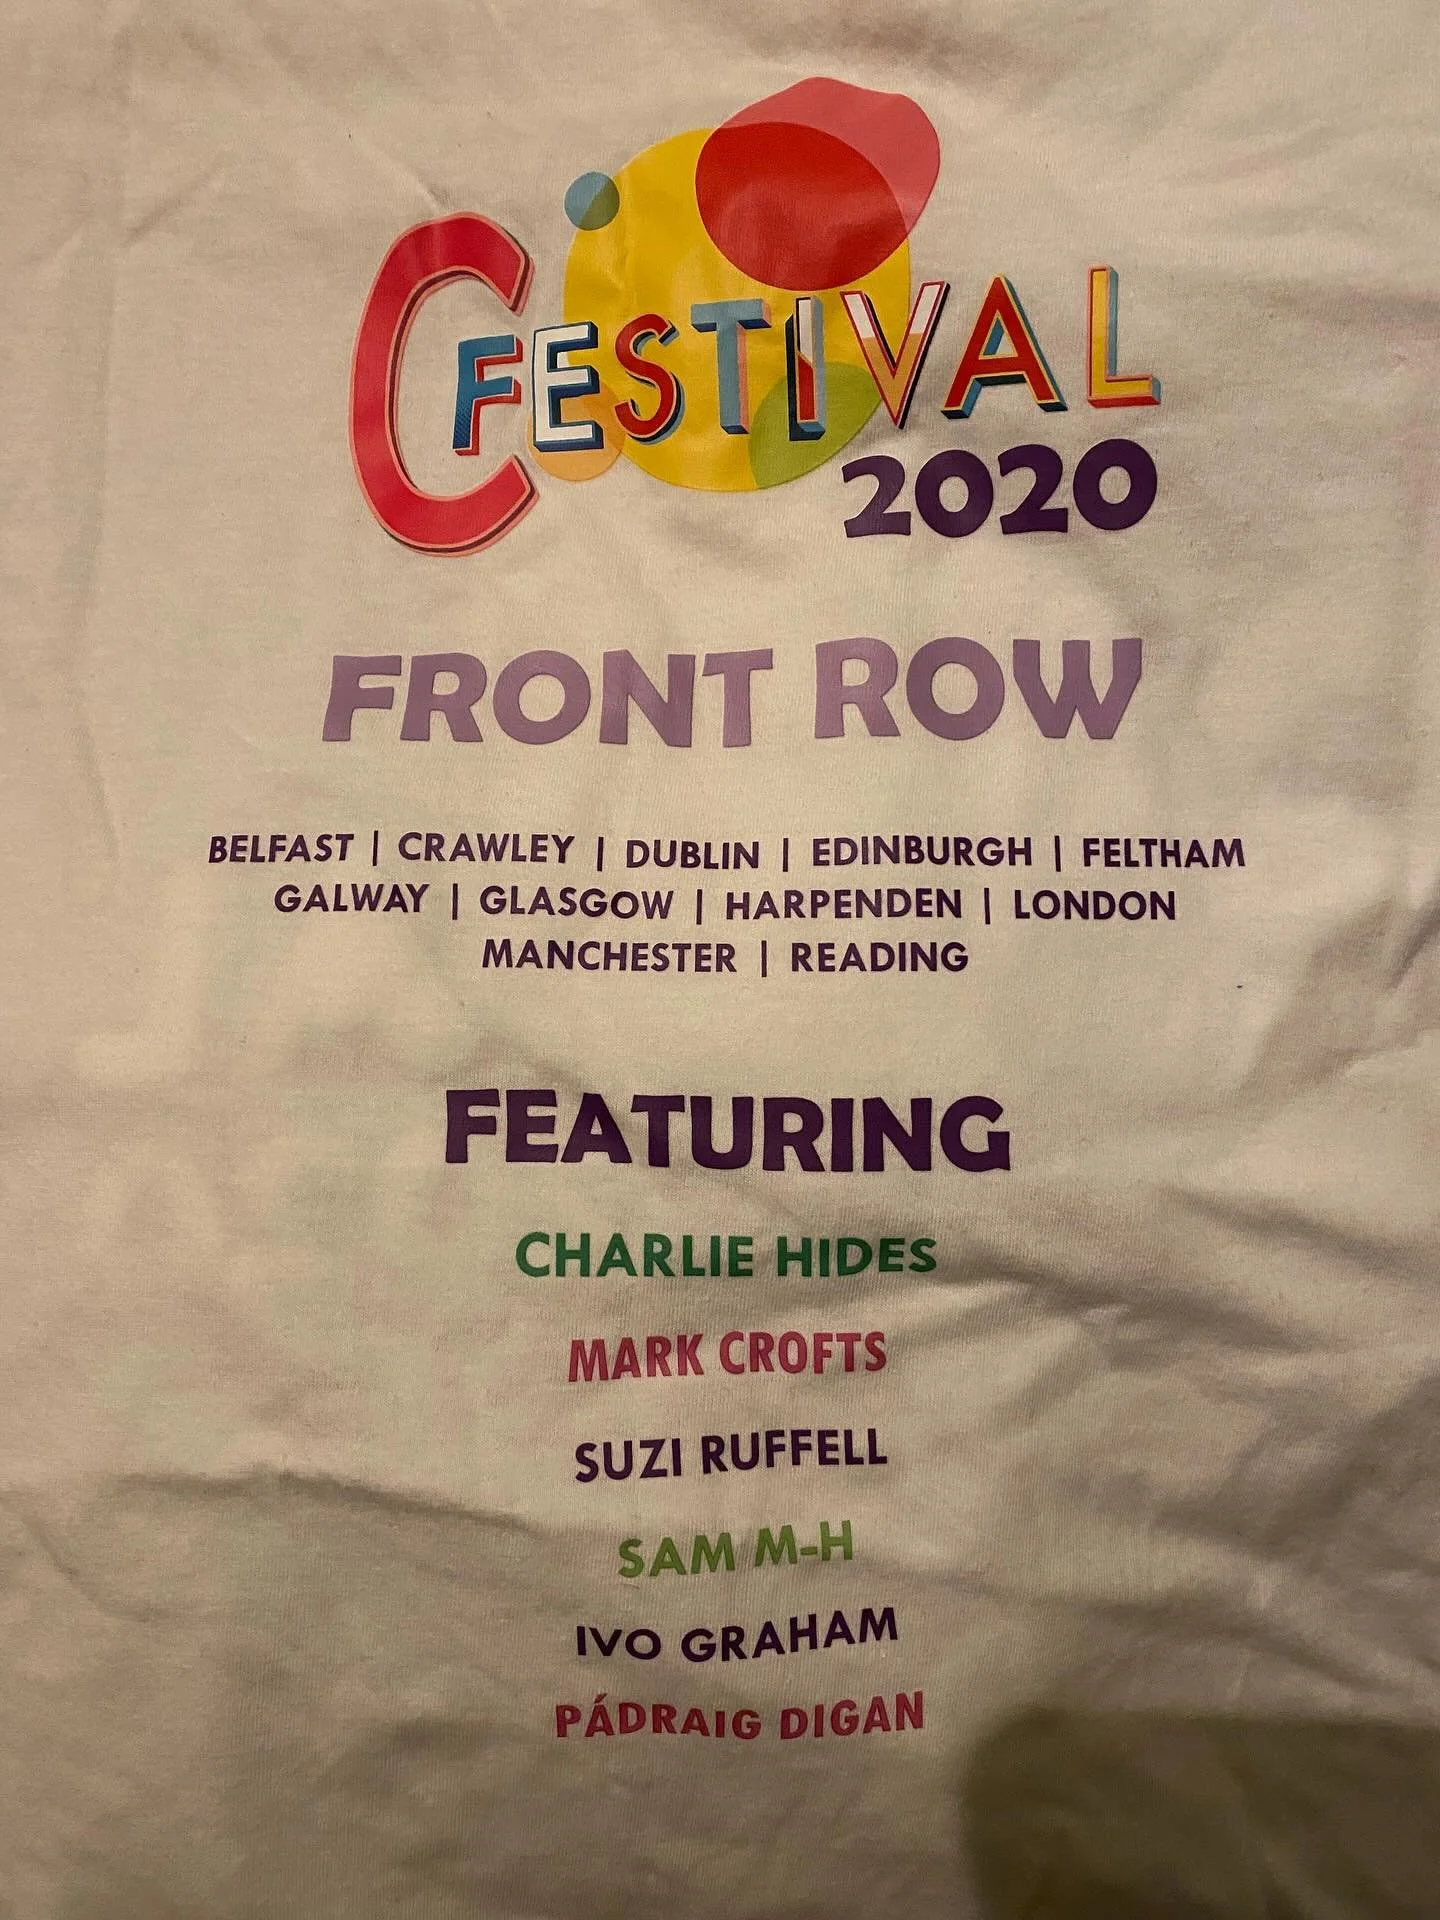 CFESTIVAL
2020
FRONT ROW
BELFAST | CRAWLEY | DUBLIN | EDINBURGH | FELTHAM
GALWAY | GLASGOW | HARPENDEN | LONDON
MANCHESTER | READING
FEATURING
CHARLIE HIDES
MARK CROFTS
SUZI RUFFELL
SAM M-H
IVO GRAHAM
PÁDRAIG DIGAN